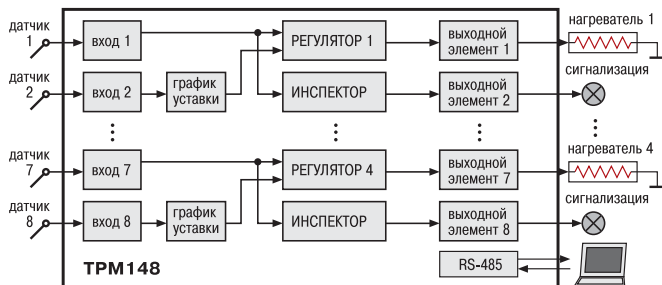 датчик
1
вход 1
РЕГУЛЯТОР 1
выходной
элемент 1
нагреватель 1
датчик
2
вход 2
график
уставки
ИНСПЕКТОР
выходной
элемент 2
сигнализация
датчик
7
вход 7
РЕГУЛЯТОР 4
выходной
элемент 7
нагреватель 4
датчик
8
вход 8
график
уставки
ИНСПЕКТОР
выходной
элемент 8
сигнализация
ТРМ148
RS-485